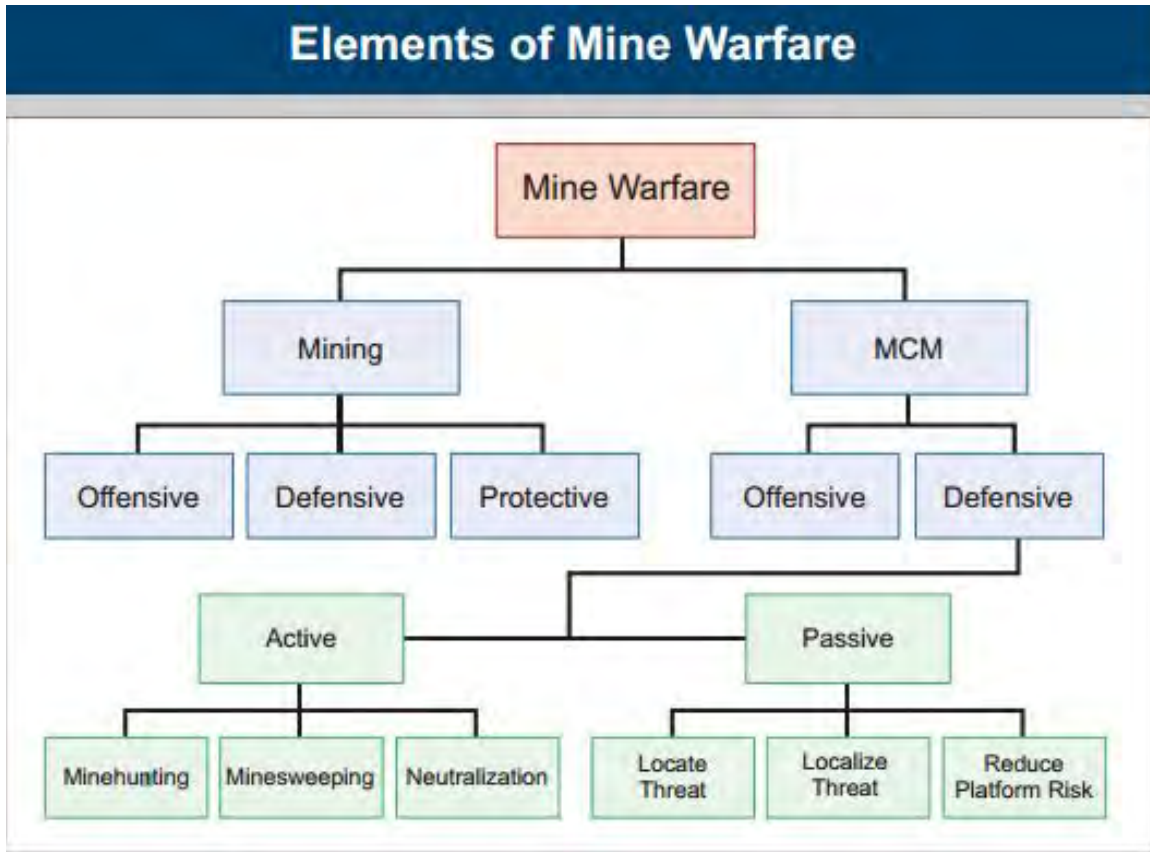 Elements of Mine Warfare
Mine Warfare
Mining
MCM
Offensive
Defensive
Protective
Offensive
Defensive
Active
Passive
Minehunting
Minesweeping
Neutralization
Locate
Threat
Localize
Threat
Reduce
Platform Risk